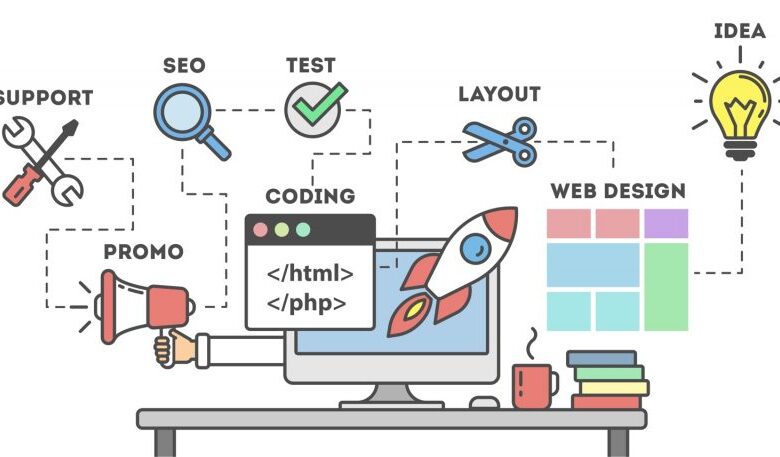 IDEA
SEO
TEST
SUPPORT
LAYOUT
WEB DESIGN
CODING
PROMO
</html>
</php>